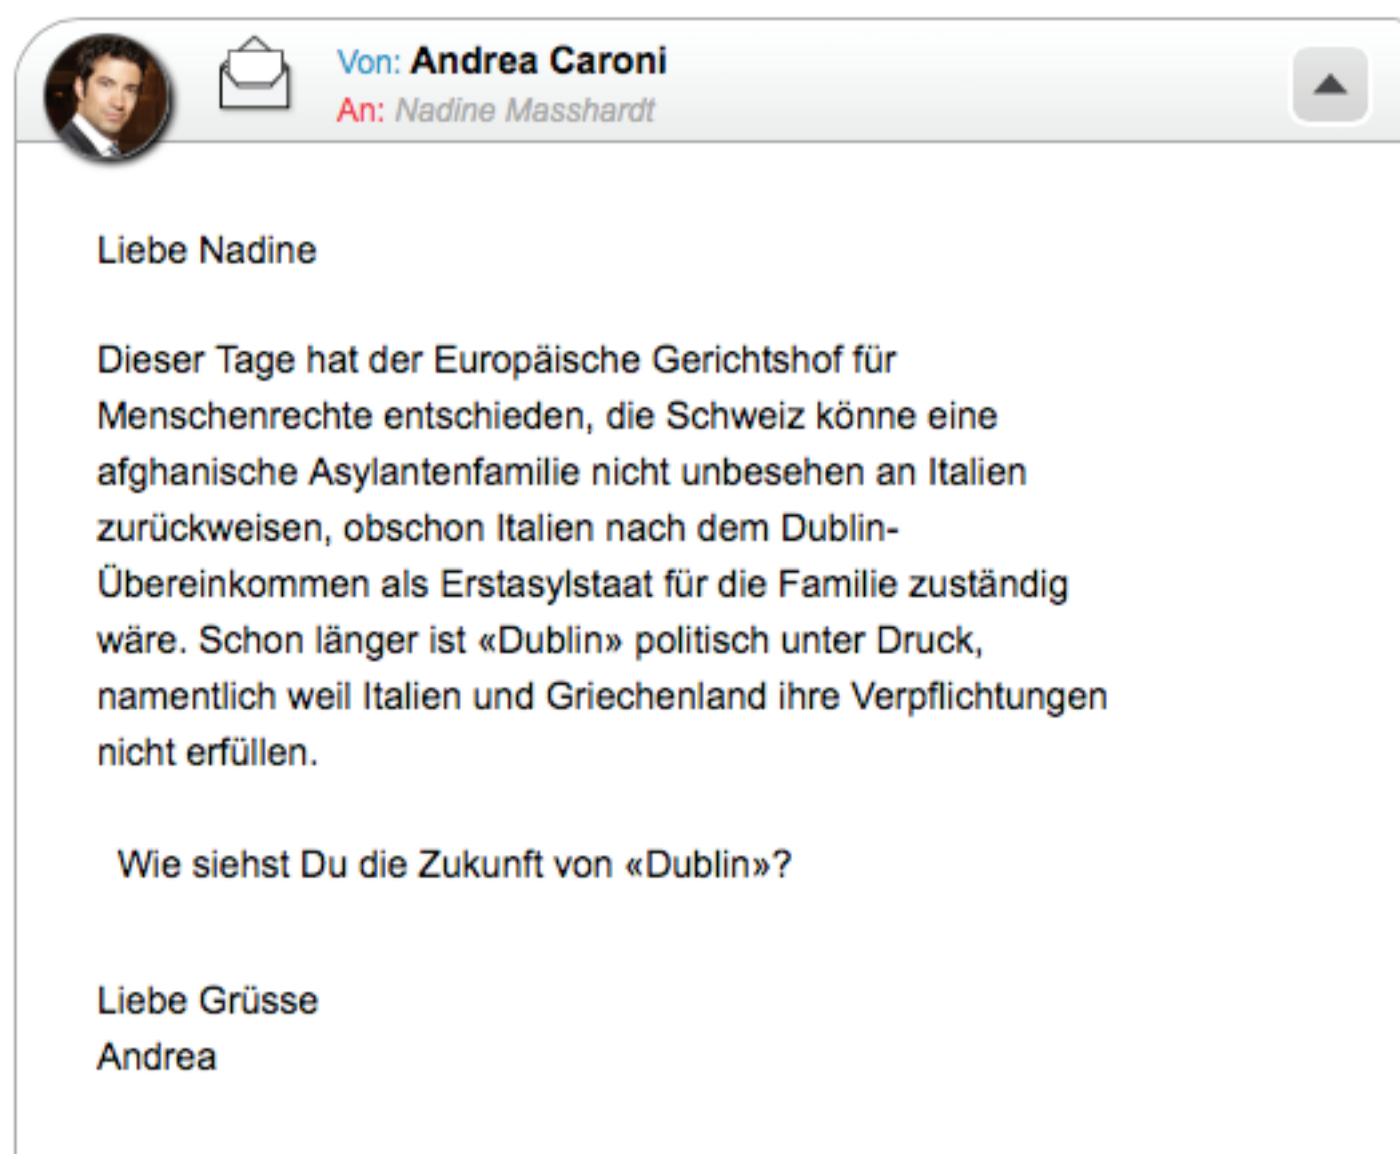 Von: Andrea Caroni
An: Nadine Masshardt
Liebe Nadine
Dieser Tage hat der Europäische Gerichtshof für
Menschenrechte entschieden, die Schweiz könne eine
afghanische Asylantenfamilie nicht unbesehen an Italien
zurückweisen, obschon Italien nach dem Dublin-
Übereinkommen als Erstasylstaat für die Familie zuständig
wäre. Schon länger ist «Dublin» politisch unter Druck,
namentlich weil Italien und Griechenland ihre Verpflichtungen
nicht erfüllen.
Wie siehst Du die Zukunft von «Dublin»?
Liebe Grüsse
Andrea